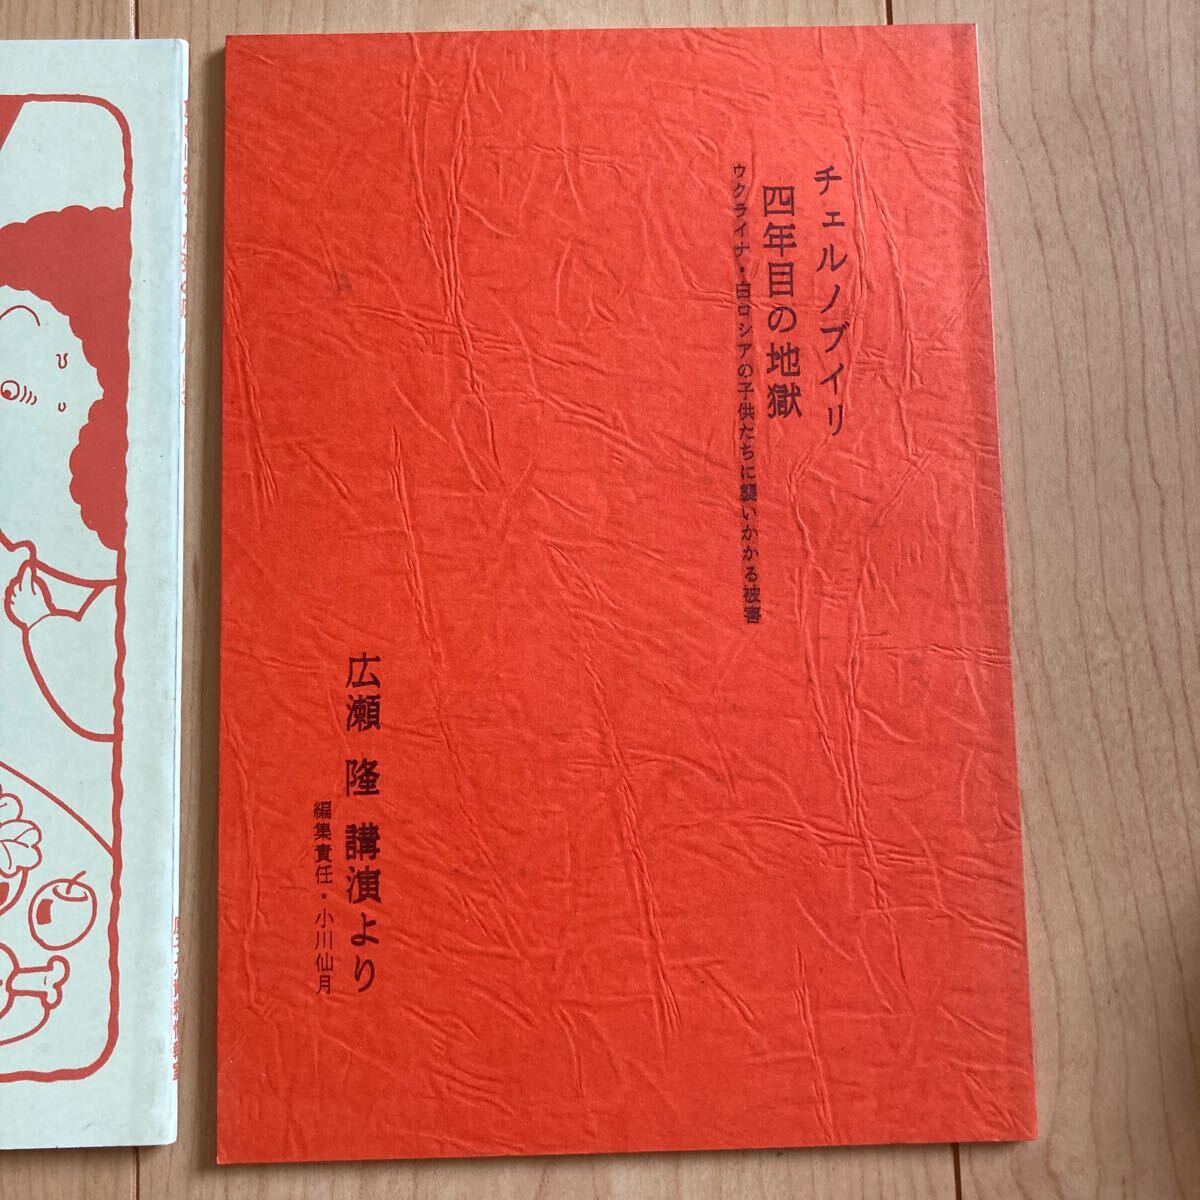 チェルノブイリ
四年目の地獄
ウクライナ・白ロシアの子供たちに襲いかかる被害
広瀬 隆 講演より
編集責任・小川仙月